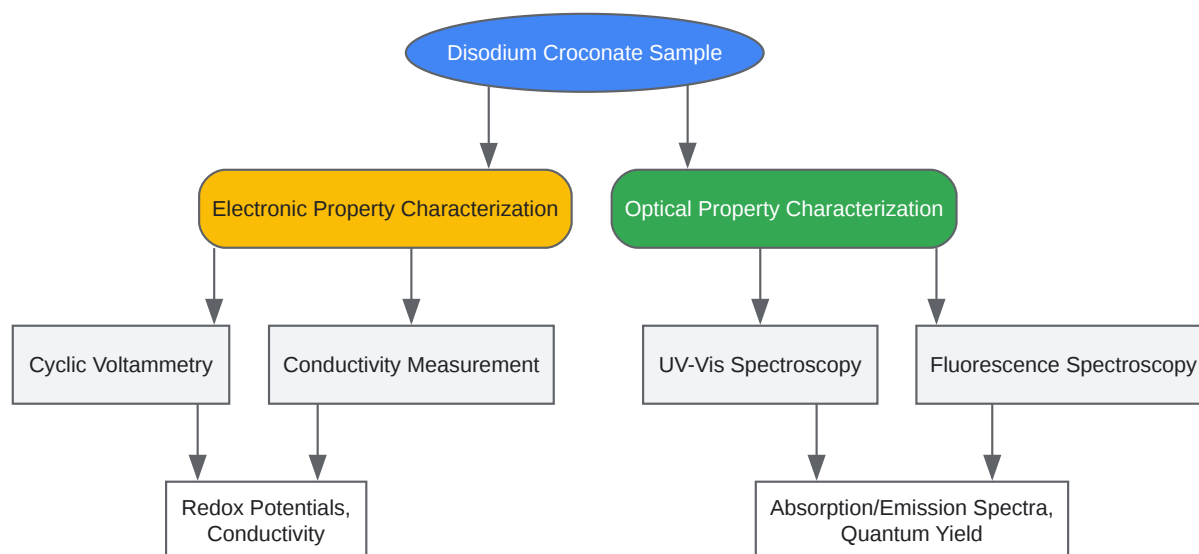 Disodium Croconate Sample
Electronic Property Characterization
Optical Property Characterization
Cyclic Voltammetry
Conductivity Measurement
UV-Vis Spectroscopy
Fluorescence Spectroscopy
Redox Potentials,
Conductivity
Absorption/Emission Spectra,
Quantum Yield